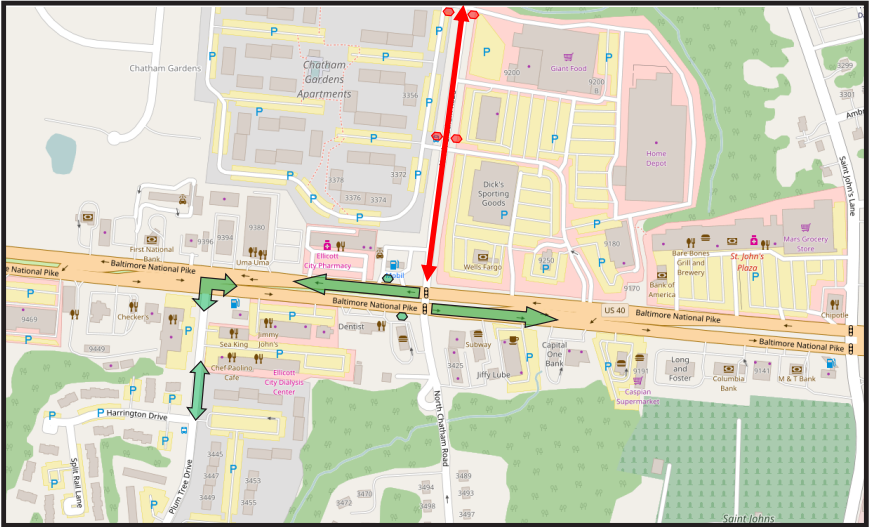 Chatham Gardens
Chatham
Gardens
Apartments
P
P
P
P
P
P
P
P
P
P
3356
3378
3376
3374
3372
9200
Giant Food
9200
B
P
P
P
Home
Depot
Dick's
Sporting
Goods
P
3299
3301
Saint John's Lane
First National
Bank
9396
9394
9380
Uma Uma
Ellicott
City Pharmacy
Wells Fargo
9250
P
P
9180
9170
Bank of
America
Bare Bones
Grill and
Brewery
St. John's
Plaza
P
Mars Grocery
Store
Chipotle
e National Pike
Baltimore National Pike
Baltimore National Pike
US 40
Baltimore National Pike
Baltimore National Pike
P
9469
Checker's
9449
P
Sea King
Jimmy
John's
P
Chef Paolino
Cafe
Dentist
Ellicott
City Dialysis
Center
Subway
3425
Jiffy Lube
P
Capital
One
Bank
P
9191
Caspian
Supermarket
Long
and
Foster
Columbia
Bank
9141
M & T Bank
North Chatham Road
Harrington Drive
P
P
P
P
P
P
P
Split Rail Lane
Plum Tree Drive
3445
3447
3449
3453
3455
3470
3472
3489
3494
3493
3498
3497
Saint Johns